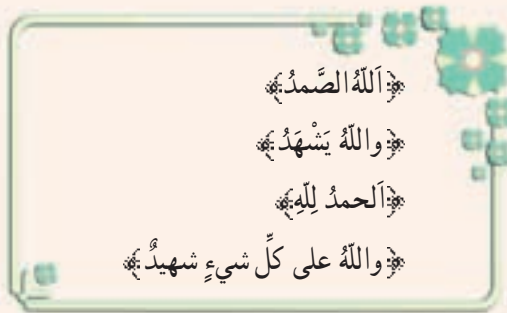 ﴿اَللّهُ الصَّمدُ﴾
﴿واللّهُ يَشْهَدُ﴾
﴿اَلحمدُ لِلّهِ﴾
﴿واللّهُ على كلِّ شيءٍ شهيدٌ﴾